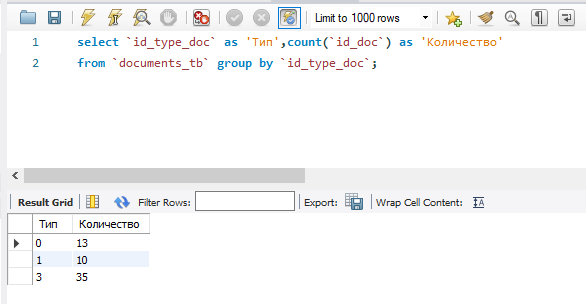 Limit to 1000 rows
1 select `id_type_doc` as 'Тип',count(`id_doc`) as 'Количество'
2 from `documents_tb` group by `id_type_doc`;
Result Grid Filter Rows: Export: Wrap Cell Content:
Тип Количество
0 13
1 10
3 35